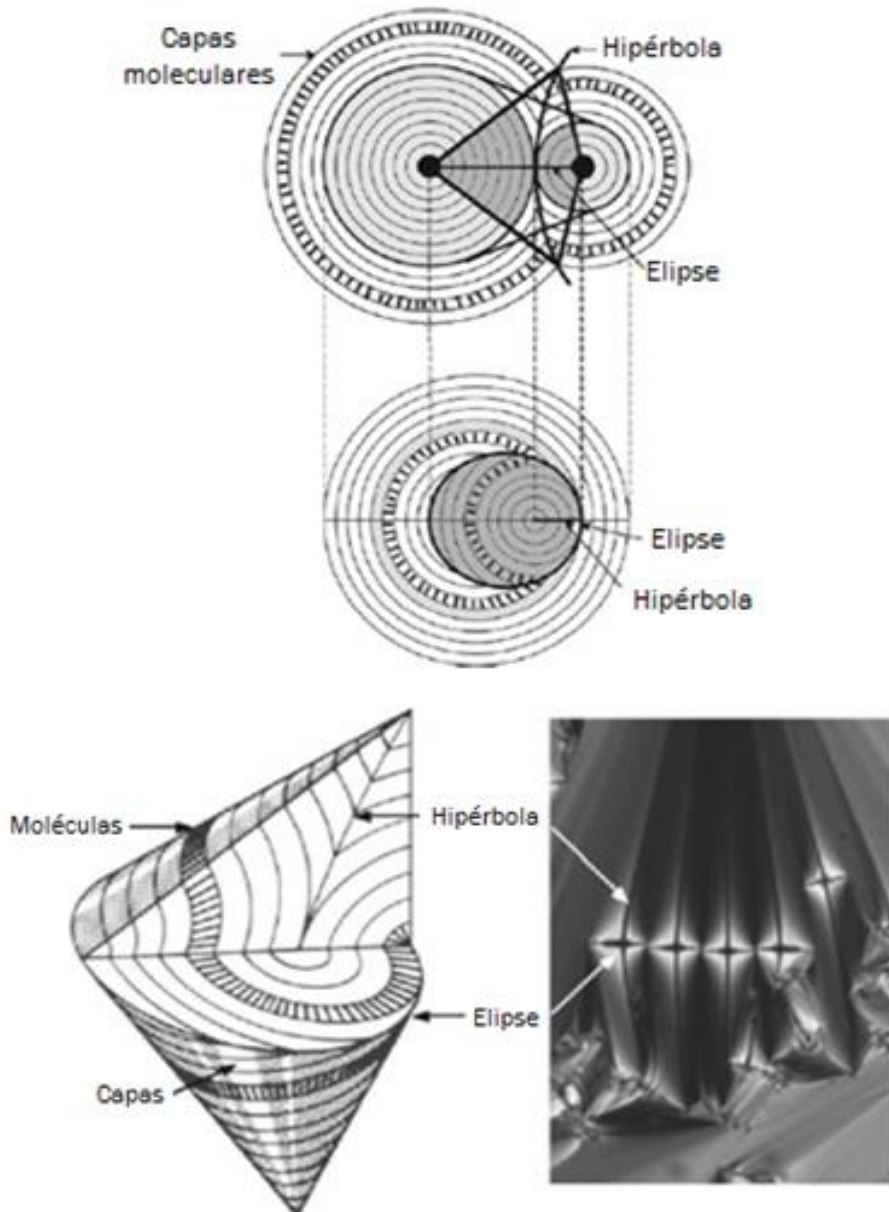 Capas
moleculares
Hipérbola
Elipse
Elipse
Hipérbola
Moléculas
Hipérbola
Elipse
Capas